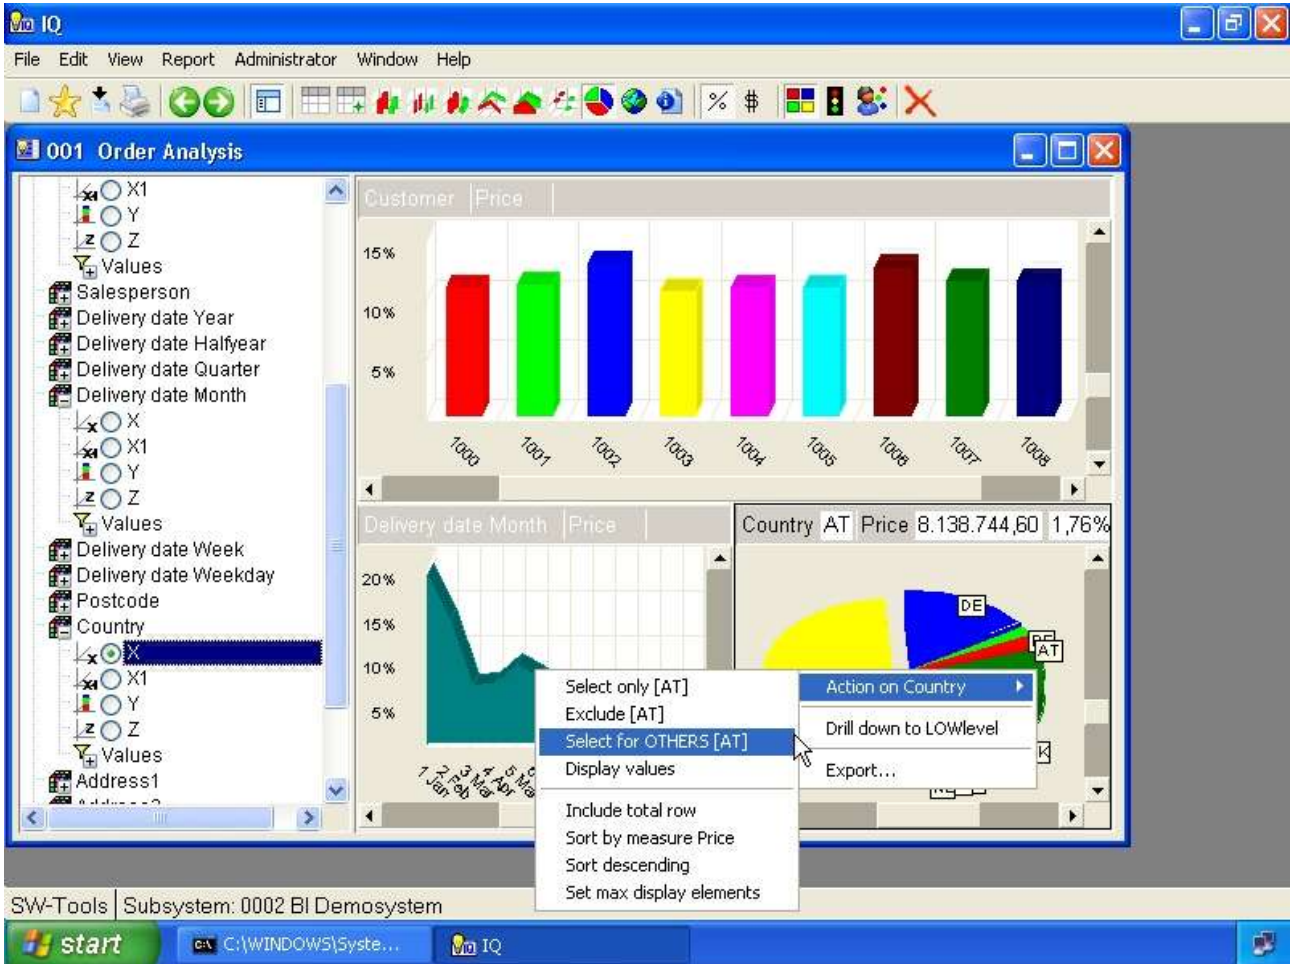 IQ
File Edit View Report Administrator Window Help
% $
001 Order Analysis
X1
Y
Z
Values
Salesperson
Delivery date Year
Delivery date Halfyear
Delivery date Quarter
Delivery date Month
X
X1
Y
Z
Values
Delivery date Week
Delivery date Weekday
Postcode
Country
X
X1
Y
Z
Values
Address1
Customer Price
15%
10%
5%
1000 1001 1002 1003 1004 1005 1006 1007 1008
Delivery date Month Price
20%
15%
10%
5%
1 Jan 2 Feb 3 Mar 4 Apr
Country AT Price 8.138.744,60 1,76%
DE
AT
Action on Country
Drill down to LOWlevel
Export...
Select only [AT]
Exclude [AT]
Select for OTHERS [AT]
Display values
Include total row
Sort by measure Price
Sort descending
Set max display elements
SW-Tools Subsystem: 0002 BI Demosystem
start C:\WINDOWS\Syste... IQ